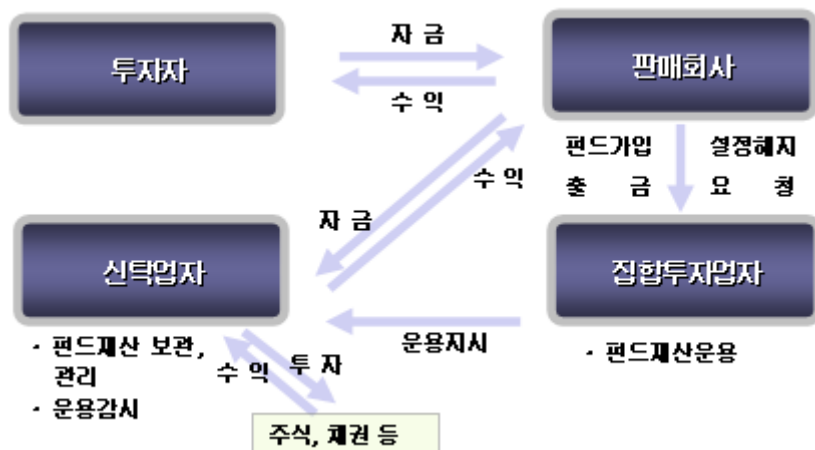 자 금
투자자
판매회사
수 익
펀드가입 설정해지
출 금 요 청
수 익
자 금
신탁업자
집합투자업자
운용지시
· 펀드재산 보관,
관리
· 운용감시
수 익
투 자
· 펀드재산운용
주식, 채권 등